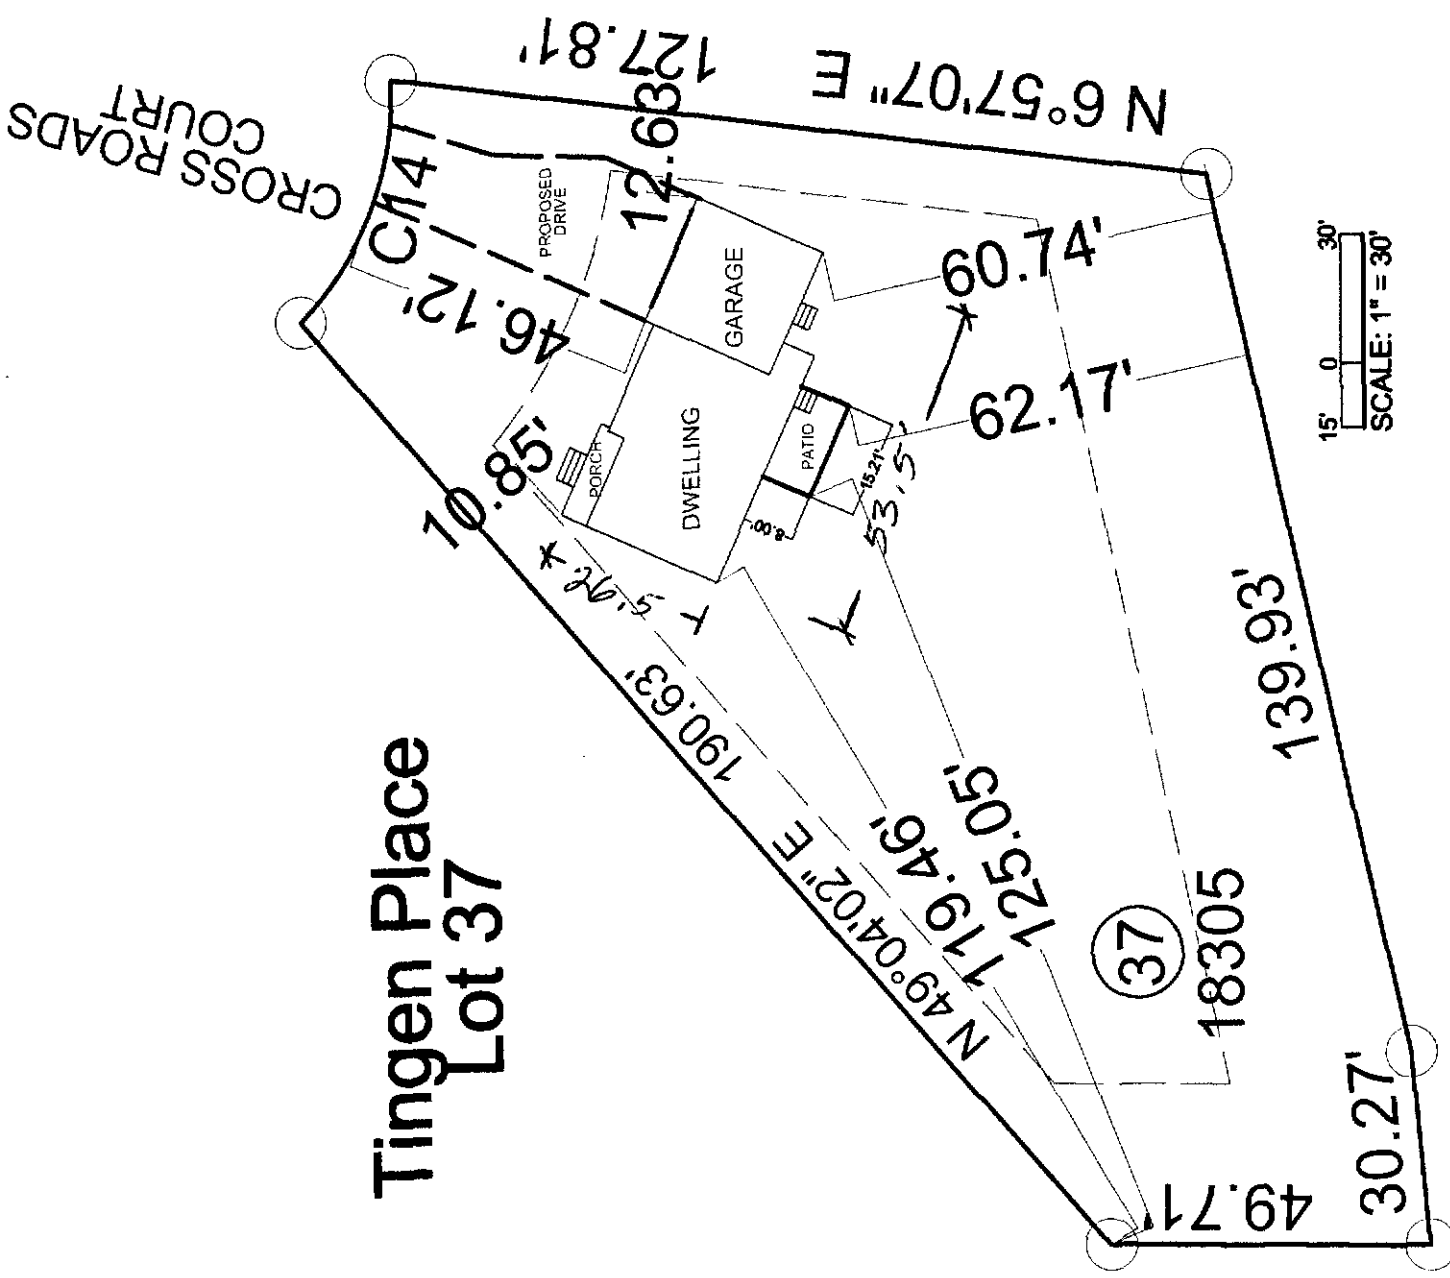 Tingen Place
Lot 37
CROSS ROADS
COURT
127.81'
N 6°57'07" E
C14
46.12'
PROPOSED
DRIVE
12.63'
GARAGE
60.74'
10.85'
PORCH
DWELLING
PATIO
62.17'
15.21'
8.00'
53.5'
190.63'
N 49°04'02" E
119.46'
125.05'
139.93'
37
18305
49.71
30.27'
15' 0 30'
SCALE: 1" = 30'